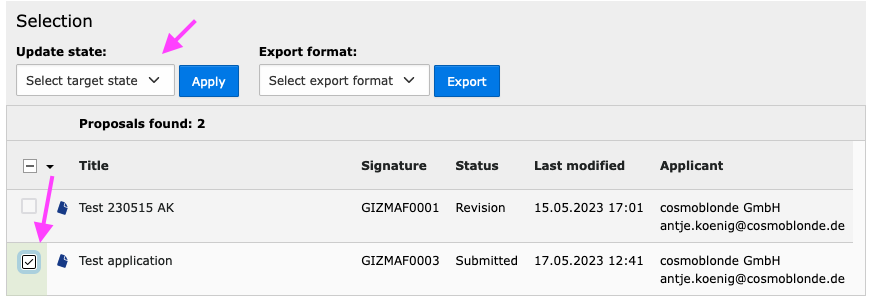 Selection
Update state: Export format:
Select target state Apply Select export format Export
Proposals found: 2
Title Signature Status Last modified Applicant
Test 230515 AK GIZMAF0001 Revision 15.05.2023 17:01 cosmoblonde GmbH
antje.koenig@cosmoblonde.de
Test application GIZMAF0003 Submitted 17.05.2023 12:41 cosmoblonde GmbH
antje.koenig@cosmoblonde.de